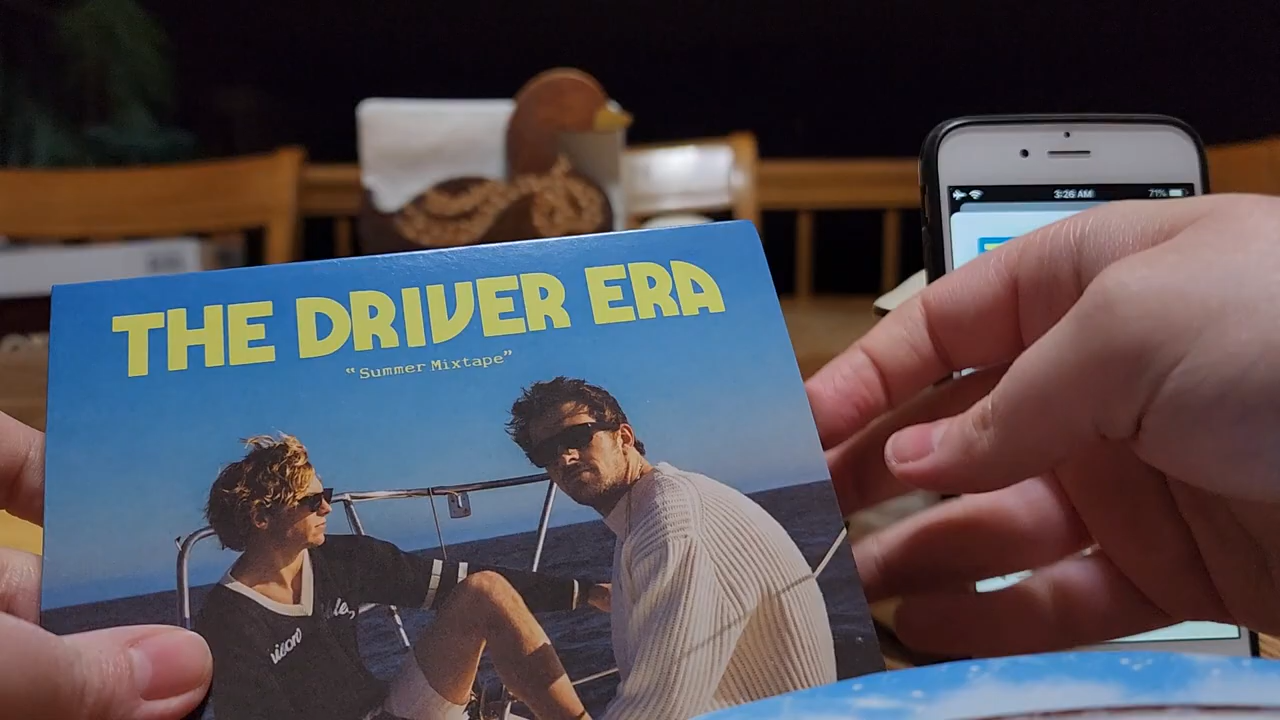 3:26 AM
71%
THE DRIVER ERA
“Summer Mixtape”